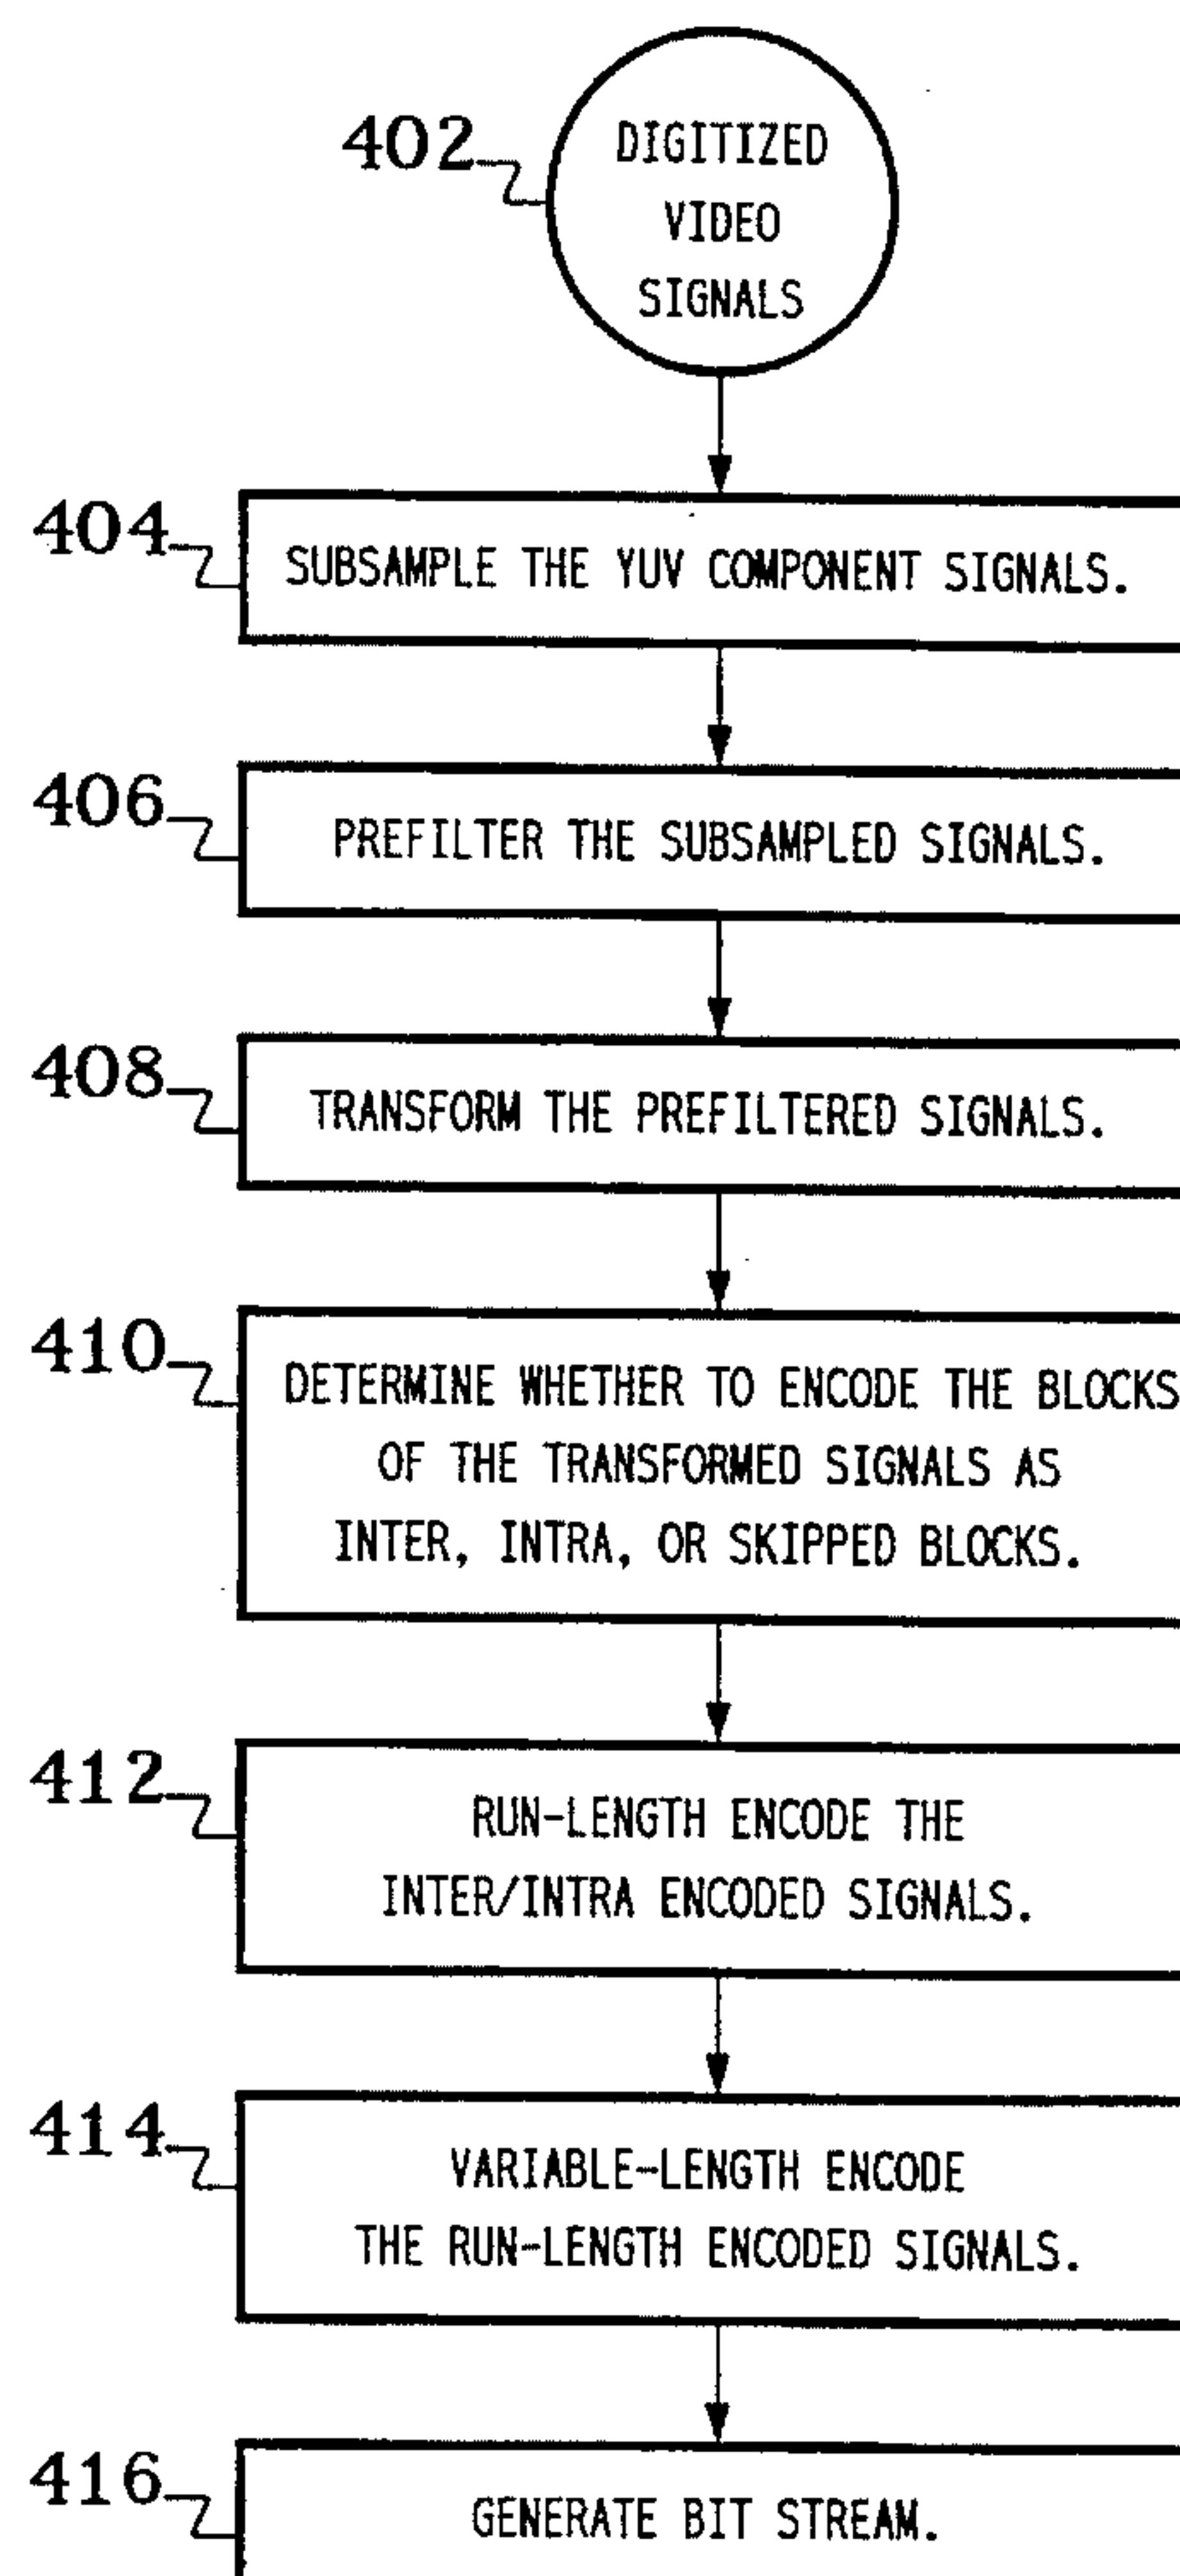 402
DIGITIZED
VIDEO
SIGNALS
404
SUBSAMPLE THE YUV COMPONENT SIGNALS.
406
PREFILTER THE SUBSAMPLED SIGNALS.
408
TRANSFORM THE PREFILTERED SIGNALS.
410
DETERMINE WHETHER TO ENCODE THE BLOCKS
OF THE TRANSFORMED SIGNALS AS
INTER, INTRA, OR SKIPPED BLOCKS.
412
RUN-LENGTH ENCODE THE
INTER/INTRA ENCODED SIGNALS.
414
VARIABLE-LENGTH ENCODE
THE RUN-LENGTH ENCODED SIGNALS.
416
GENERATE BIT STREAM.